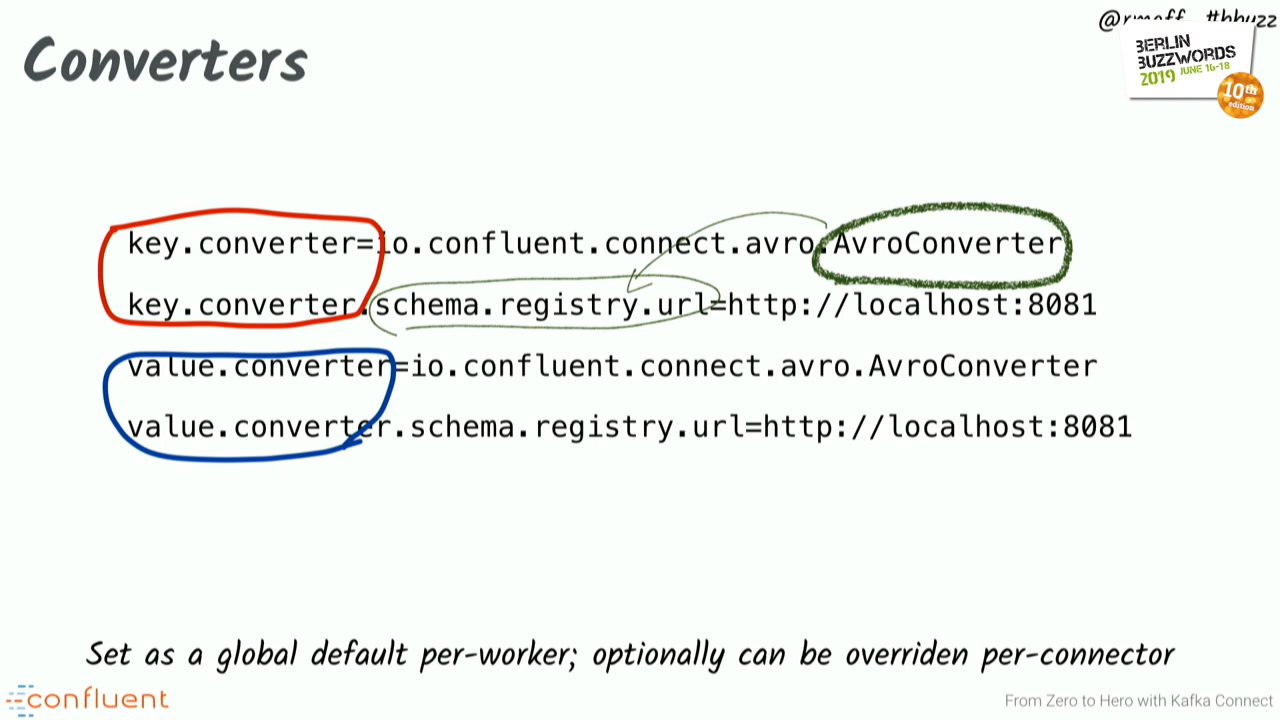 @rmoff #bbuzz
Converters
BERLIN
BUZZWORDS
2019 JUNE 16-18
10th
edition
key.converter=io.confluent.connect.avro.AvroConverter
key.converter.schema.registry.url=http://localhost:8081
value.converter=io.confluent.connect.avro.AvroConverter
value.converter.schema.registry.url=http://localhost:8081
Set as a global default per-worker; optionally can be overriden per-connector
confluent
From Zero to Hero with Kafka Connect